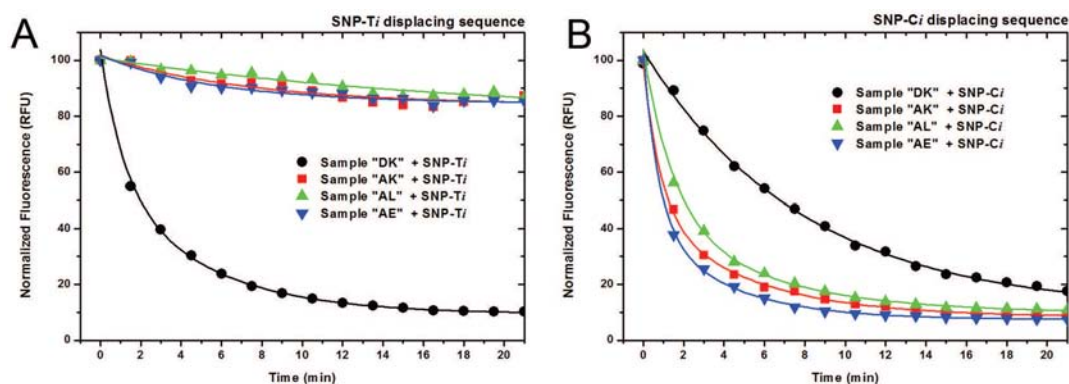 A
SNP-Ti displacing sequence
Normalized Fluorescence (RFU)
100
80
60
40
20
0
Sample "DK" + SNP-Ti
Sample "AK" + SNP-Ti
Sample "AL" + SNP-Ti
Sample "AE" + SNP-Ti
0 2 4 6 8 10 12 14 16 18 20
Time (min)
B
SNP-Ci displacing sequence
Normalized Fluorescence (RFU)
100
80
60
40
20
0
Sample "DK" + SNP-Ci
Sample "AK" + SNP-Ci
Sample "AL" + SNP-Ci
Sample "AE" + SNP-Ci
0 2 4 6 8 10 12 14 16 18 20
Time (min)